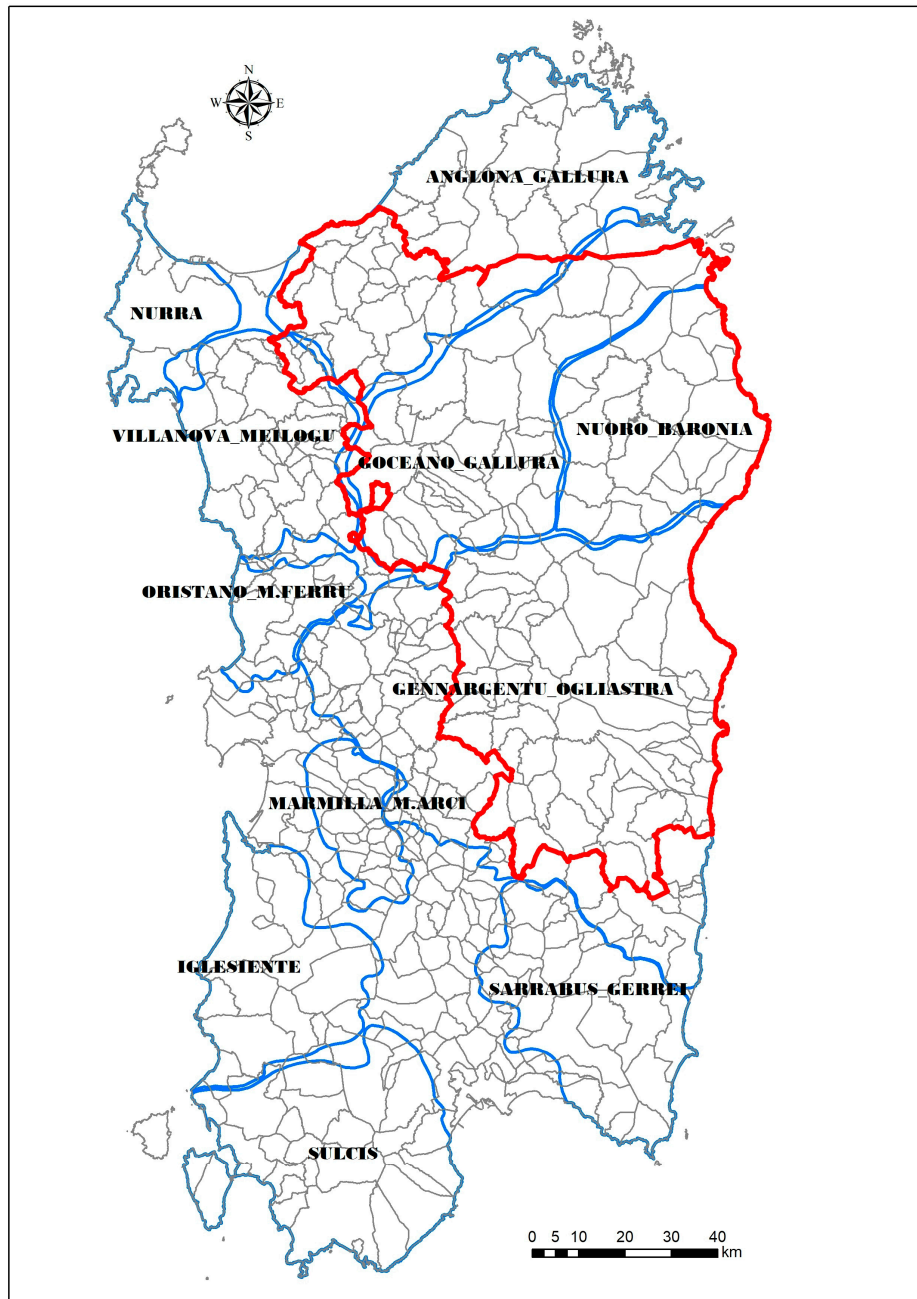 N
W E
S
ANGLONA_GALLURA
NURRA
VILLANOVA_MEILOGU
NUORO_BARONIA
GOCEANO_GALLURA
ORISTANO_M.FERRU
GENNARGENTU_OGLIASTRA
MARMILLA_M.ARCI
IGLESIENTE
SARRABUS_GERREI
SULCIS
0 5 10 20 30 40
km